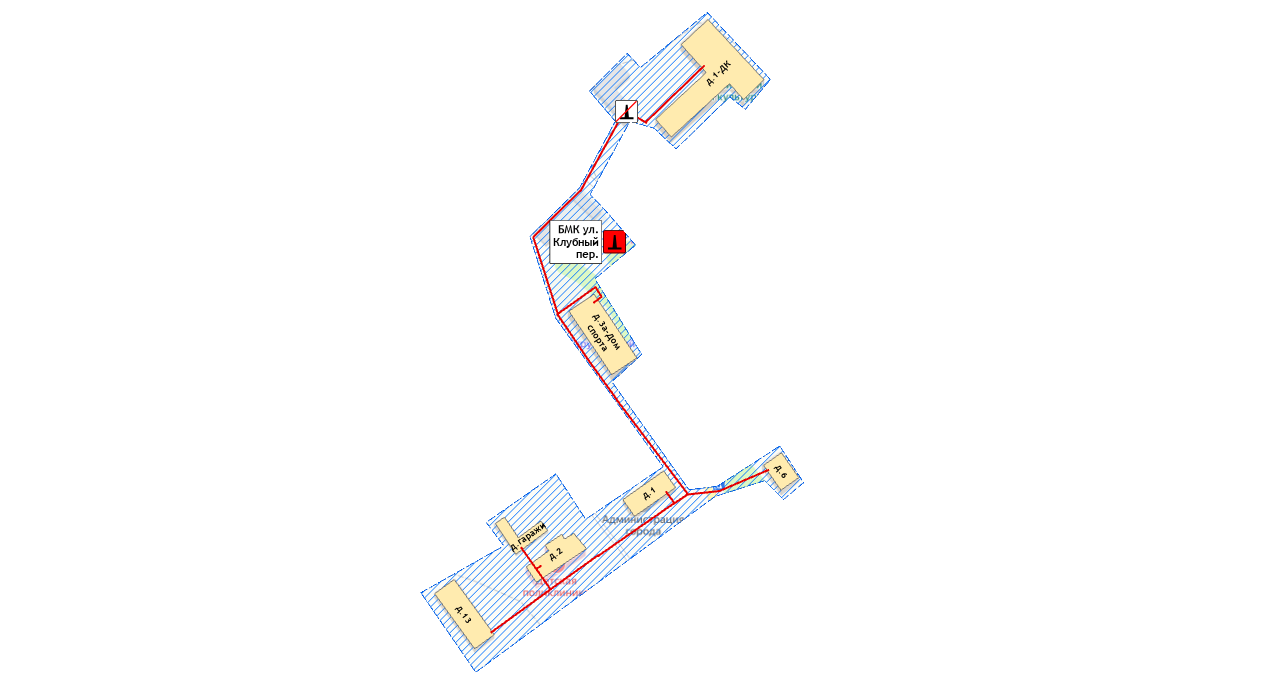 д.1-ДК
БМК ул.
Клубный
пер.
д.3а-дом
спорта
д.6
д.1
Администрация
города
д.гаражи
д.2
д.13